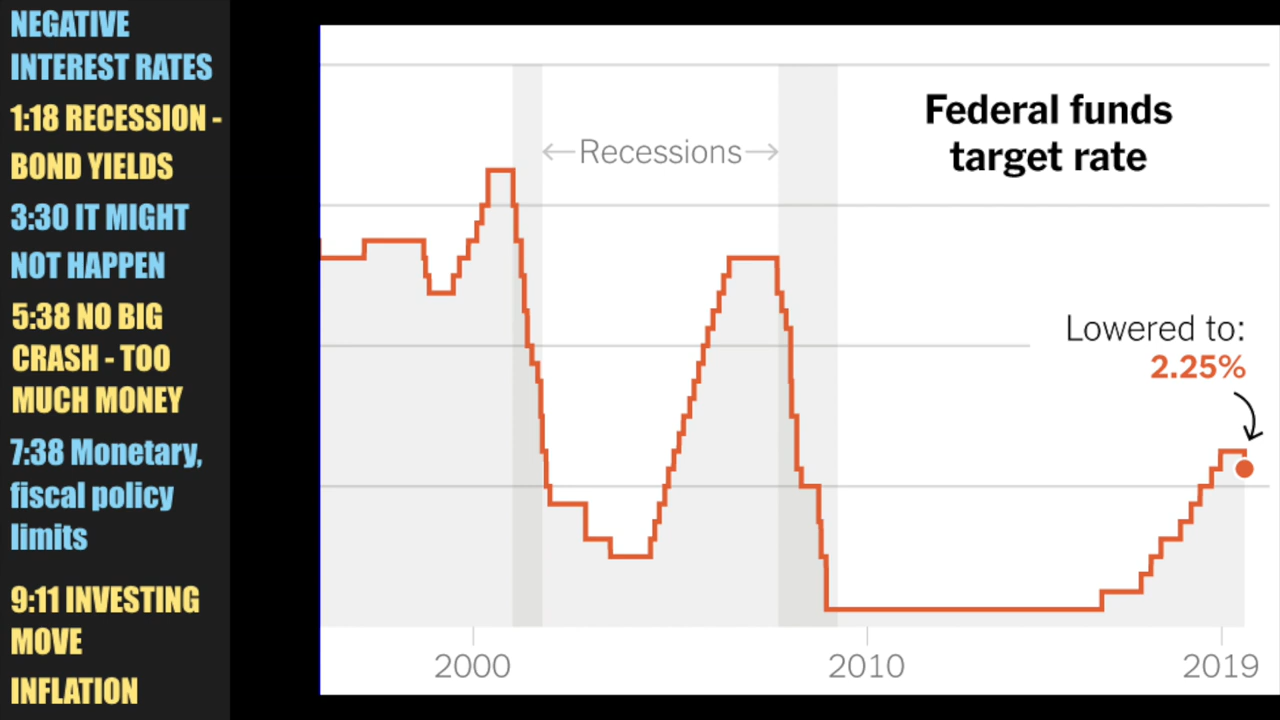 NEGATIVE
INTEREST RATES
1:18 RECESSION -
BOND YIELDS
3:30 IT MIGHT
NOT HAPPEN
5:38 NO BIG
CRASH - TOO
MUCH MONEY
7:38 Monetary,
fiscal policy
limits
9:11 INVESTING
MOVE
INFLATION
Federal funds
target rate
Recessions
Lowered to:
2.25%
2000
2010
2019